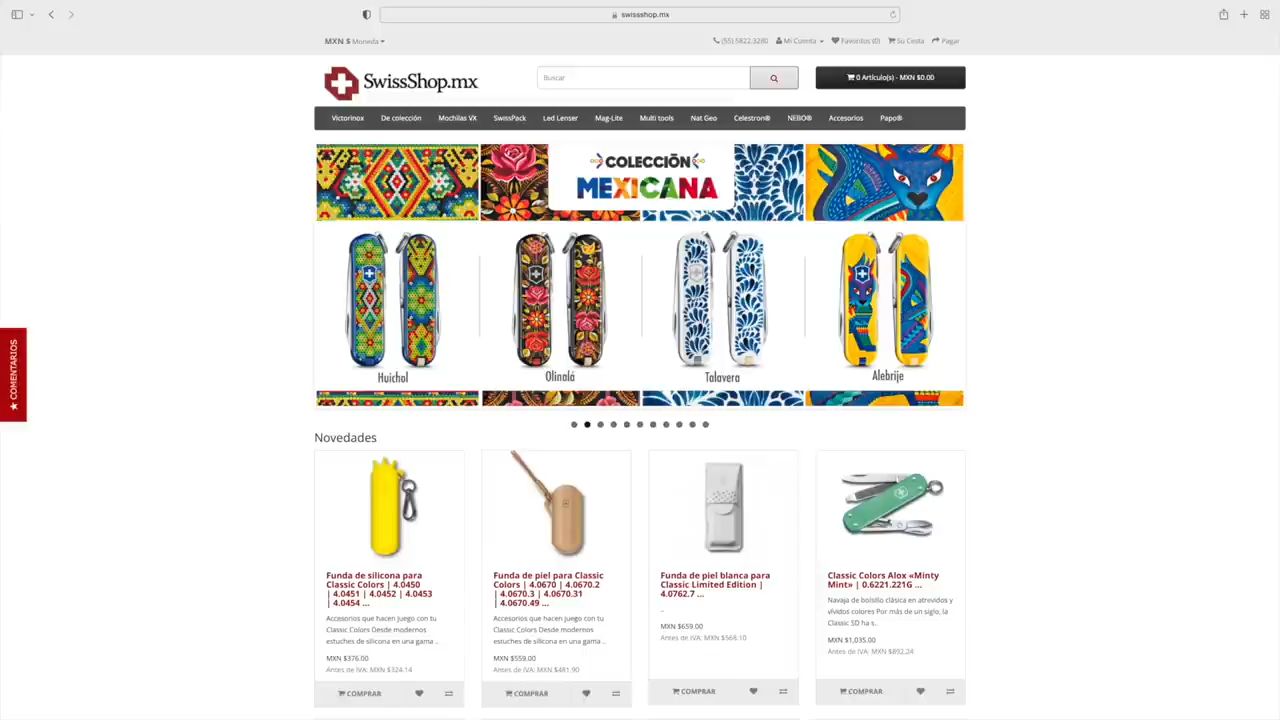 swissshop.mx
MXN $ Moneda
(55) 5822.3280 Mi Cuenta Favoritos (0) Su Cesta Pagar
SwissShop.mx
Buscar
0 Artículo(s) - MXN $0.00
Victorinox De colección Mochilas VX SwissPack Led Lenser Mag-Lite Multi tools Nat Geo Celestron® NEBO® Accesorios Papo®
COLECCIÓN
MEXICANA
Huichol Olinalá Talavera Alebrije
★ COMENTARIOS
Novedades
Funda de silicona para
Classic Colors | 4.0450
| 4.0451 | 4.0452 | 4.0453
| 4.0454 ...
Accesorios que hacen juego con tu
Classic Colors Desde modernos
estuches de silicona en una gama ..
MXN $376.00
Antes de IVA: MXN $324.14
COMPRAR
Funda de piel para Classic
Colors | 4.0670 | 4.0670.2
| 4.0670.3 | 4.0670.31
| 4.0670.49 ...
Accesorios que hacen juego con tu
Classic Colors Desde modernos
estuches de silicona en una gama ..
MXN $559.00
Antes de IVA: MXN $481.90
COMPRAR
Funda de piel blanca para
Classic Limited Edition |
4.0762.7 ...
..
MXN $659.00
Antes de IVA: MXN $568.10
COMPRAR
Classic Colors Alox «Minty
Mint» | 0.6221.221G ...
Navaja de bolsillo clásica en atrevidos y
vívidos colores Por más de un siglo, la
Classic SD ha s..
MXN $1,035.00
Antes de IVA: MXN $892.24
COMPRAR